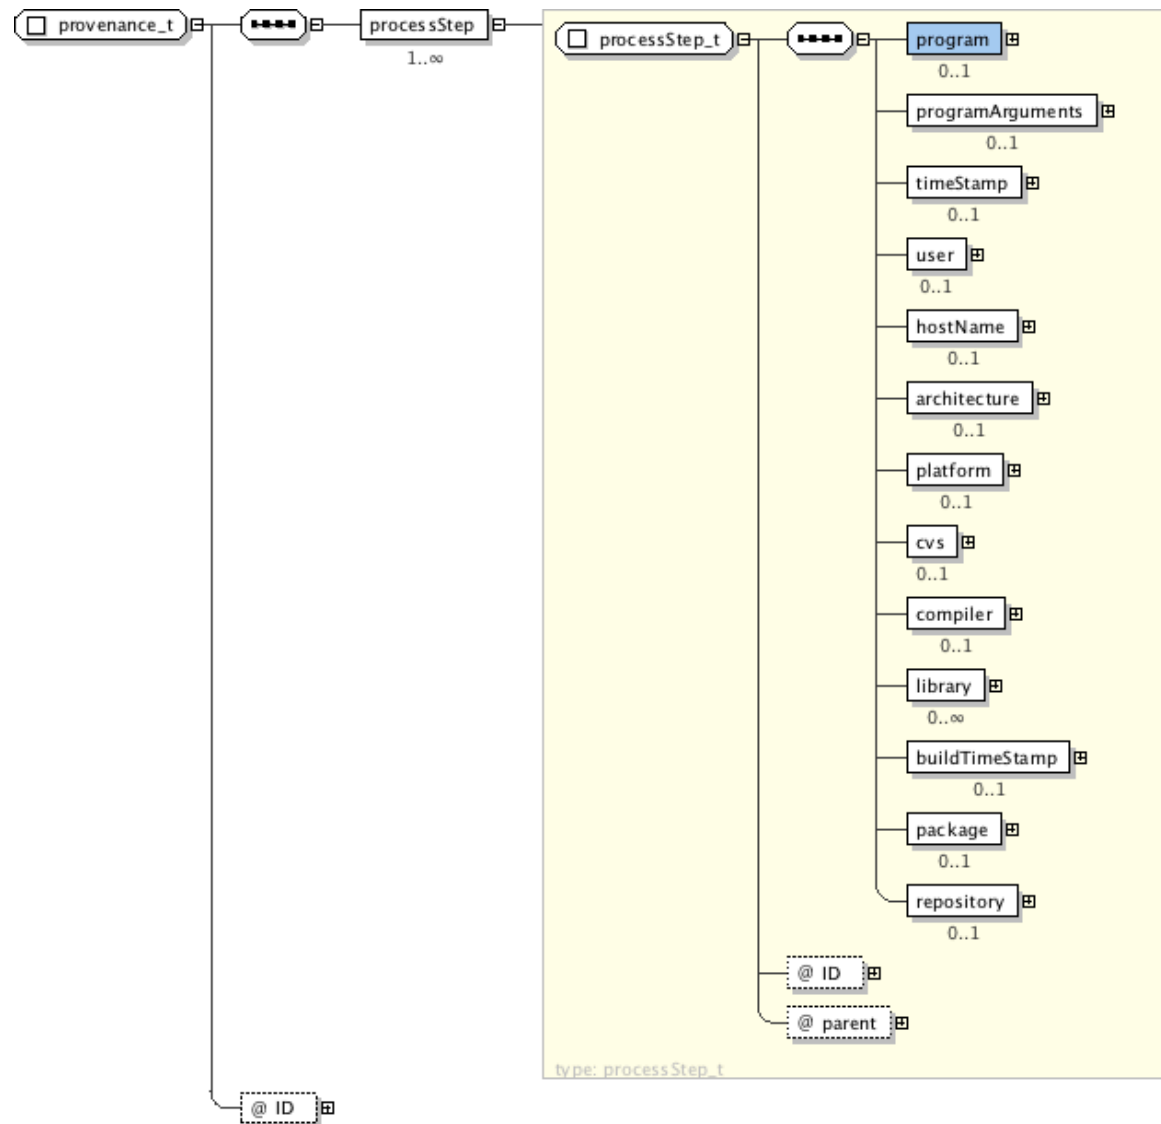 provenance_t
processStep
1..∞
processStep_t
program
0..1
programArguments
0..1
timeStamp
0..1
user
0..1
hostName
0..1
architecture
0..1
platform
0..1
cvs
0..1
compiler
0..1
library
0..∞
buildTimeStamp
0..1
package
0..1
repository
0..1
@ ID
@ parent
type: processStep_t
@ ID